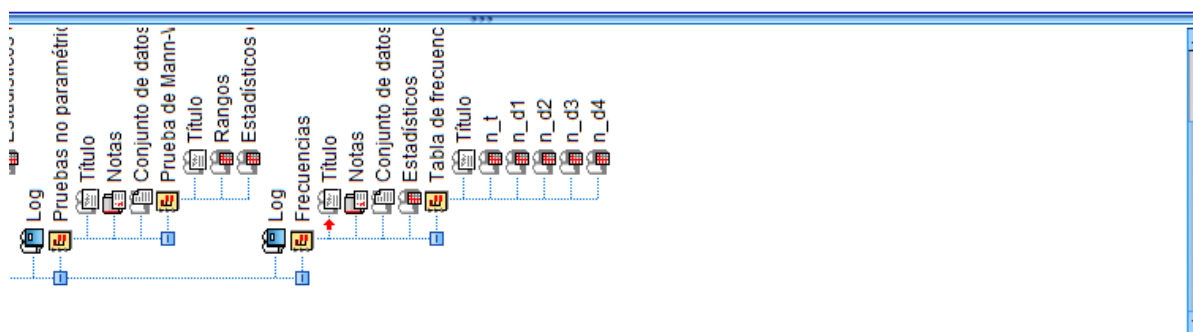 Log
Pruebas no paramétric
Título
Notas
Conjunto de datos
Prueba de Mann-W
Título
Rangos
Estadísticos
Log
Frecuencias
Título
Notas
Conjunto de datos
Estadísticos
Tabla de frecuenc
Título
n_t
n_d1
n_d2
n_d3
n_d4